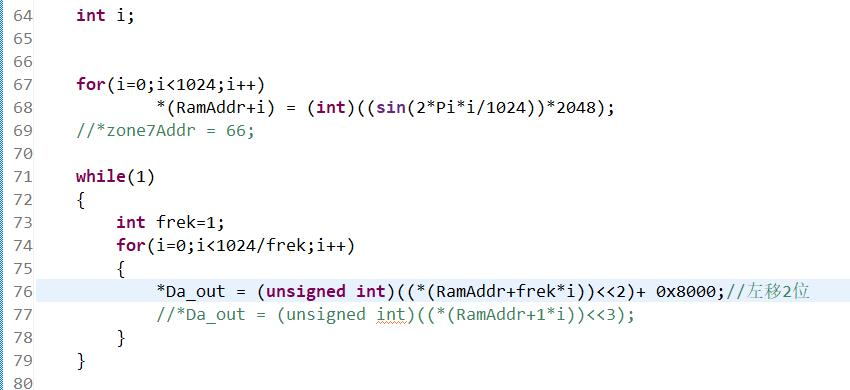 64 int i;
65
66
67 for(i=0;i<1024;i++)
68 *(RamAddr+i) = (int)((sin(2*Pi*i/1024))*2048);
69 //*zone7Addr = 66;
70
71 while(1)
72 {
73 int frek=1;
74 for(i=0;i<1024/frek;i++)
75 {
76 *Da_out = (unsigned int)((*(RamAddr+frek*i))<<2)+ 0x8000;//左移2位
77 //*Da_out = (unsigned int)((*(RamAddr+1*i))<<3);
78 }
79 }
80